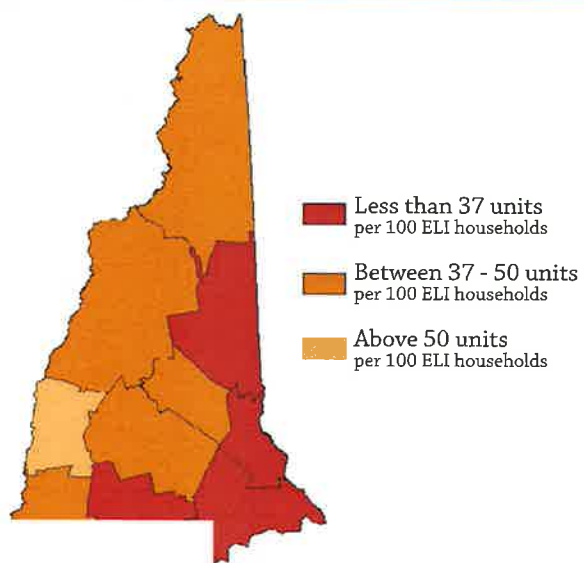 Less than 37 units
per 100 ELI households
Between 37 - 50 units
per 100 ELI households
Above 50 units
per 100 ELI households